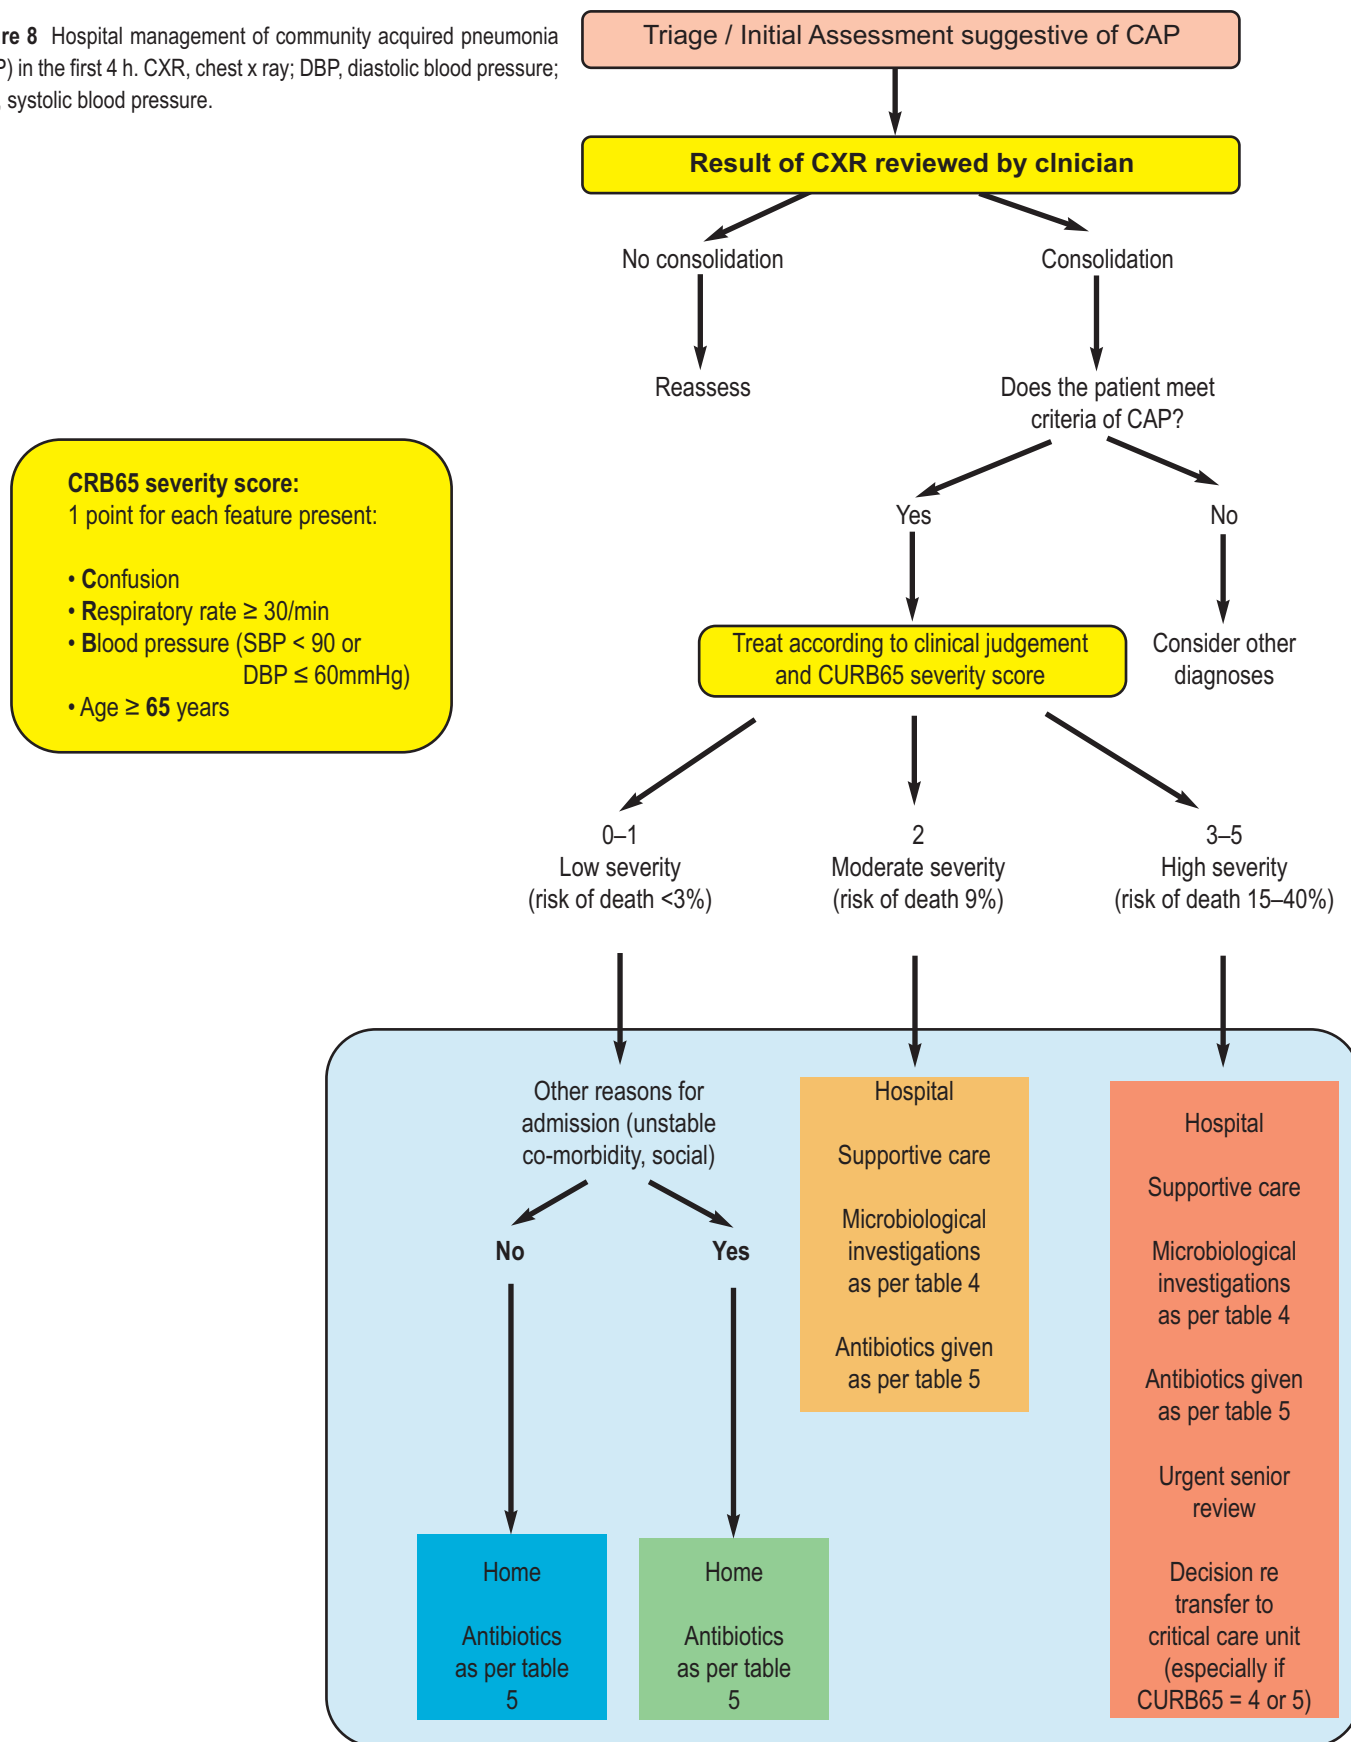 re 8 Hospital management of community acquired pneumonia
P) in the first 4 h. CXR, chest x ray; DBP, diastolic blood pressure;
, systolic blood pressure.
Triage / Initial Assessment suggestive of CAP
Result of CXR reviewed by clnician
No consolidation
Consolidation
Reassess
Does the patient meet
criteria of CAP?
CRB65 severity score:
1 point for each feature present:
• Confusion
• Respiratory rate ≥ 30/min
• Blood pressure (SBP < 90 or
DBP ≤ 60mmHg)
• Age ≥ 65 years
Yes
No
Treat according to clinical judgement
and CURB65 severity score
Consider other
diagnoses
0–1
Low severity
(risk of death <3%)
2
Moderate severity
(risk of death 9%)
3–5
High severity
(risk of death 15–40%)
Other reasons for
admission (unstable
co-morbidity, social)
No
Yes
Home
Antibiotics
as per table
5
Home
Antibiotics
as per table
5
Hospital
Supportive care
Microbiological
investigations
as per table 4
Antibiotics given
as per table 5
Hospital
Supportive care
Microbiological
investigations
as per table 4
Antibiotics given
as per table 5
Urgent senior
review
Decision re
transfer to
critical care unit
(especially if
CURB65 = 4 or 5)